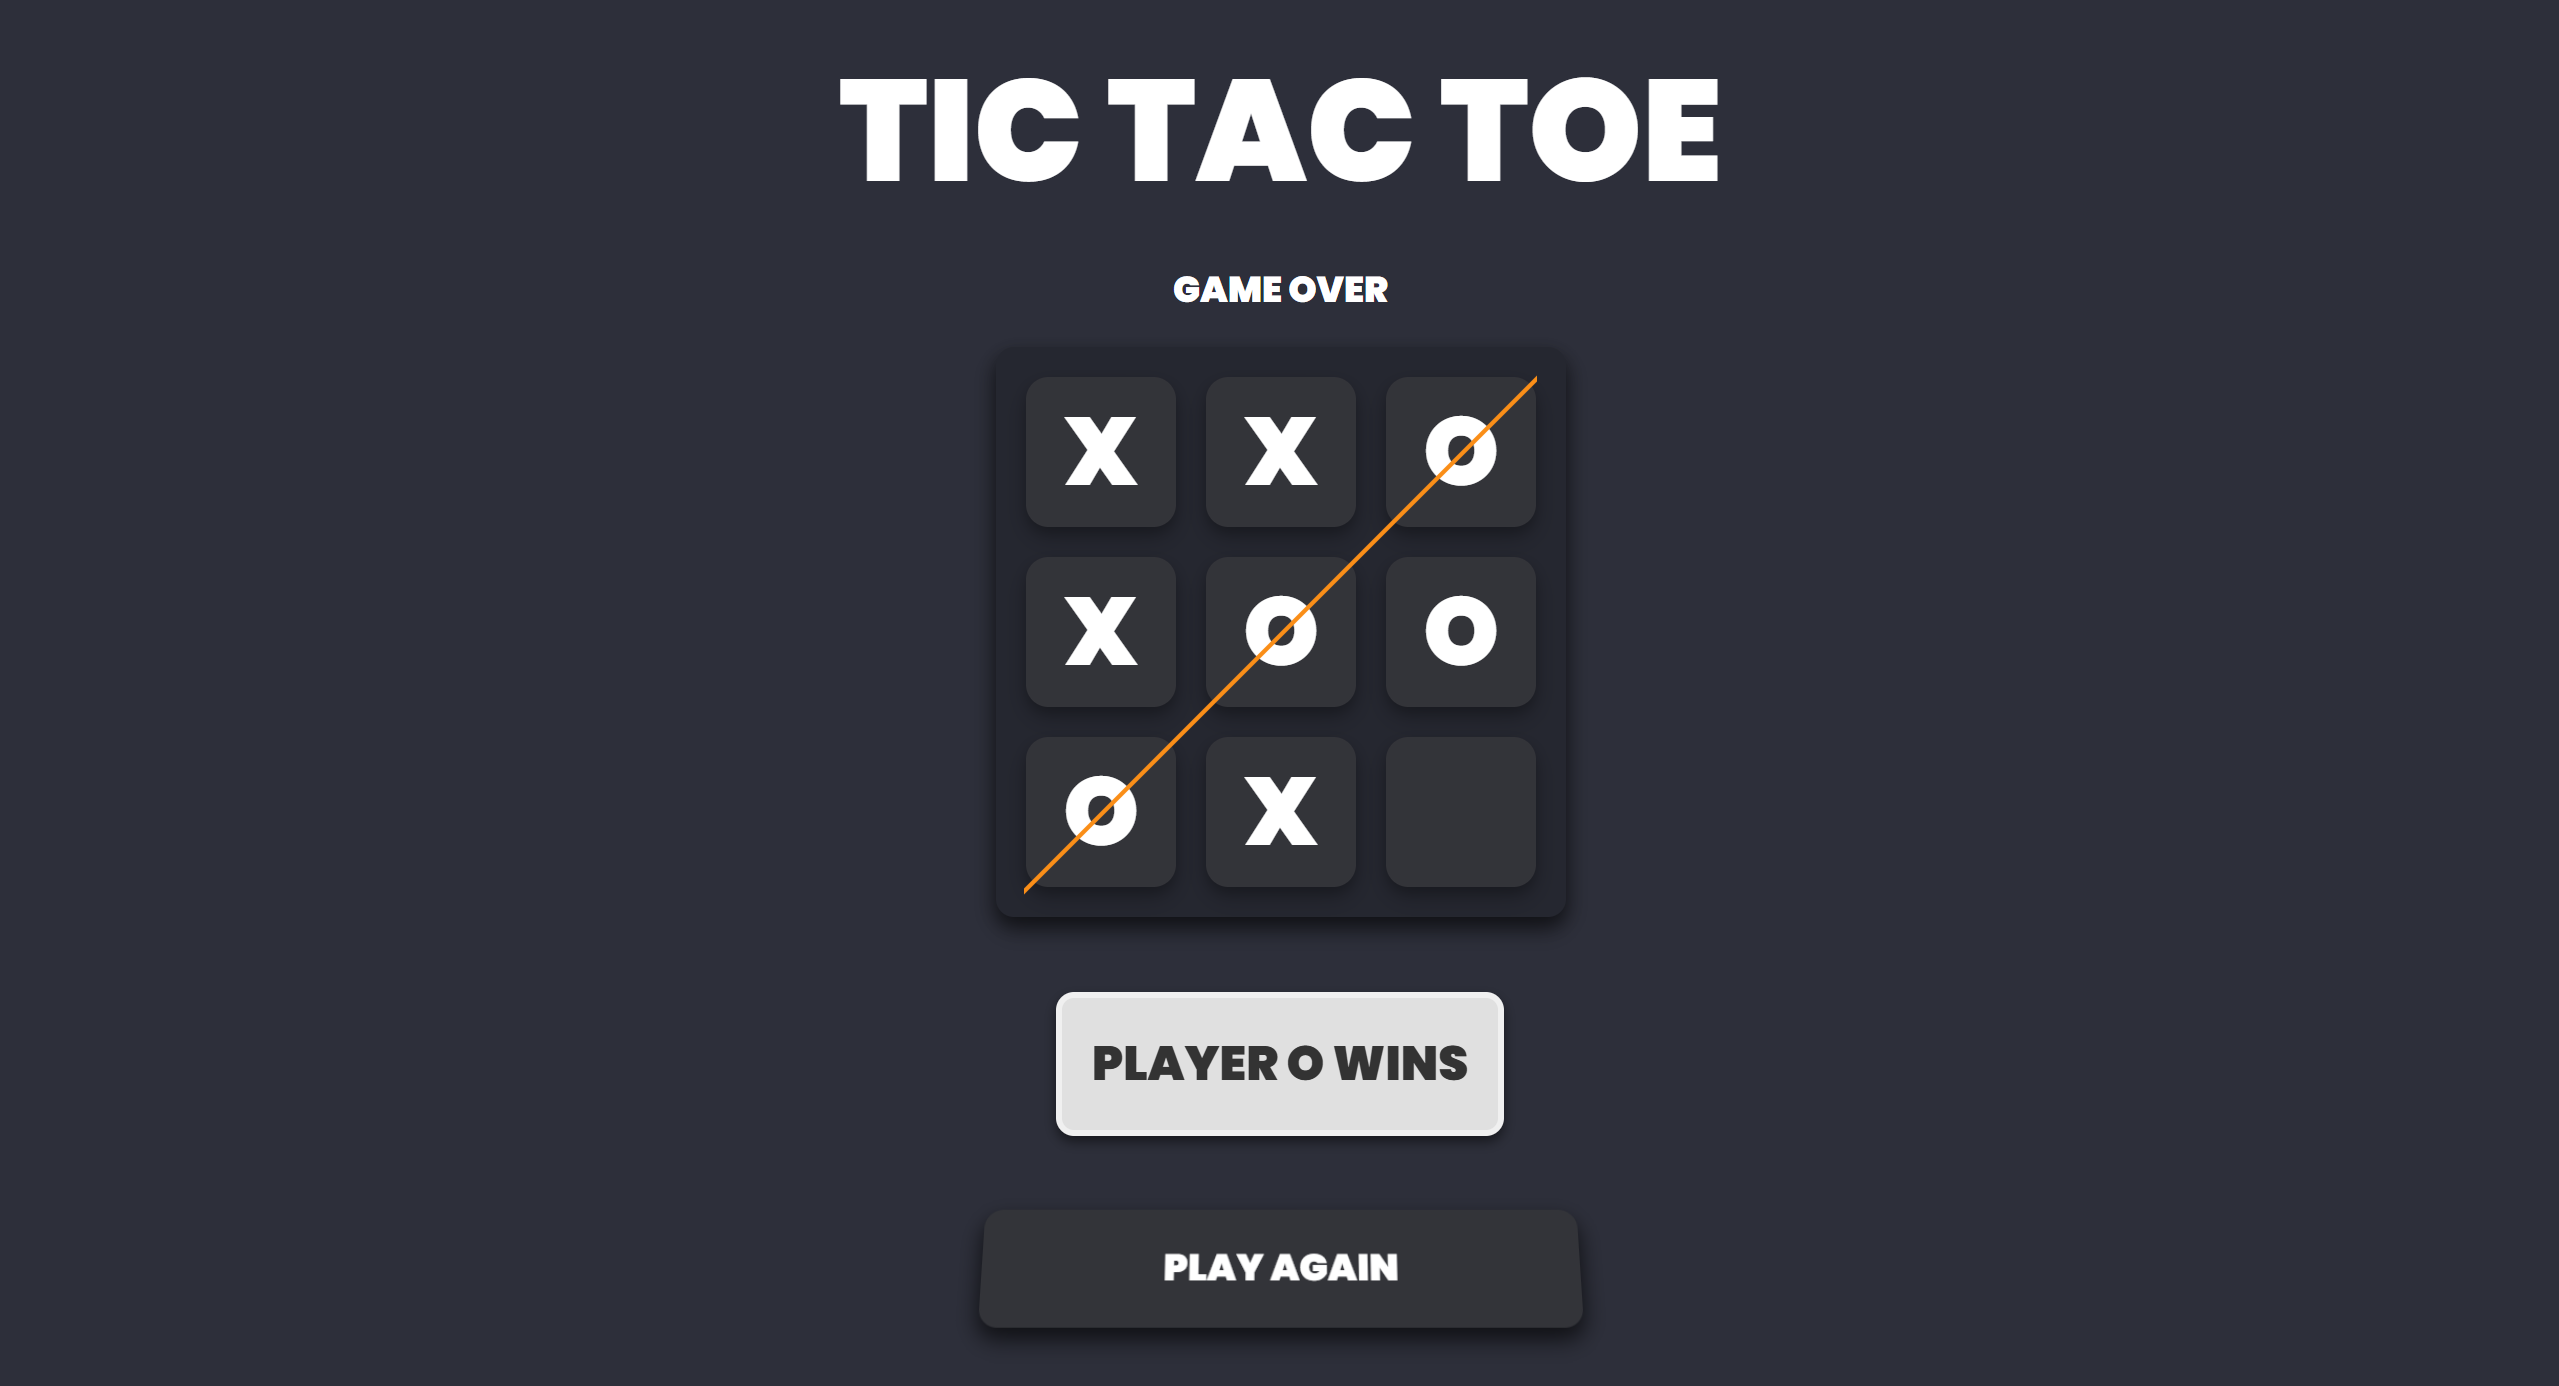 TIC TAC TOE
GAME OVER
X X O
X O O
O X
PLAYER O WINS
PLAY AGAIN